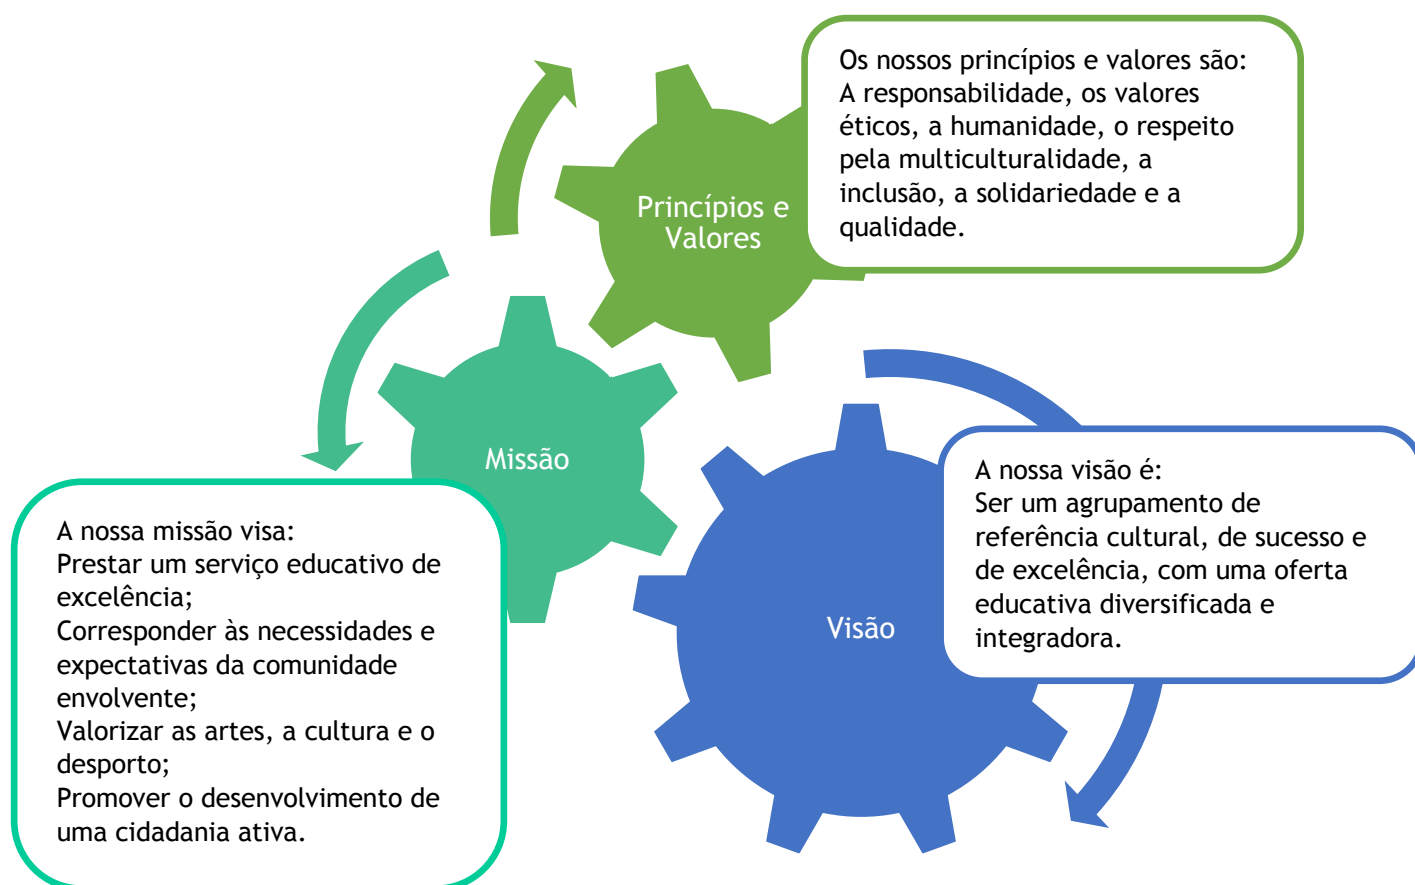 Os nossos princípios e valores são:
A responsabilidade, os valores
éticos, a humanidade, o respeito
pela multiculturalidade, a
inclusão, a solidariedade e a
qualidade.
Princípios e
Valores
Missão
A nossa missão visa:
Prestar um serviço educativo de
excelência;
Corresponder às necessidades e
expectativas da comunidade
envolvente;
Valorizar as artes, a cultura e o
desporto;
Promover o desenvolvimento de
uma cidadania ativa.
Visão
A nossa visão é:
Ser um agrupamento de
referência cultural, de sucesso e
de excelência, com uma oferta
educativa diversificada e
integradora.